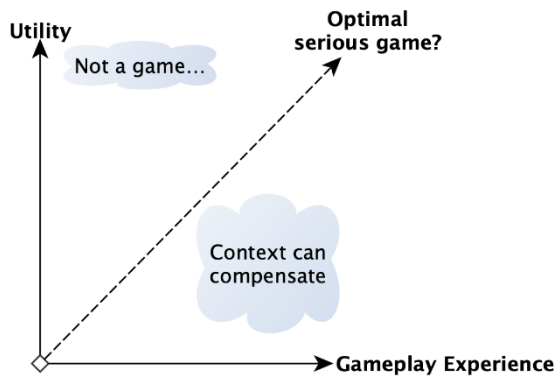 Utility
Optimal
serious game?
Not a game…
Context can
compensate
Gameplay Experience